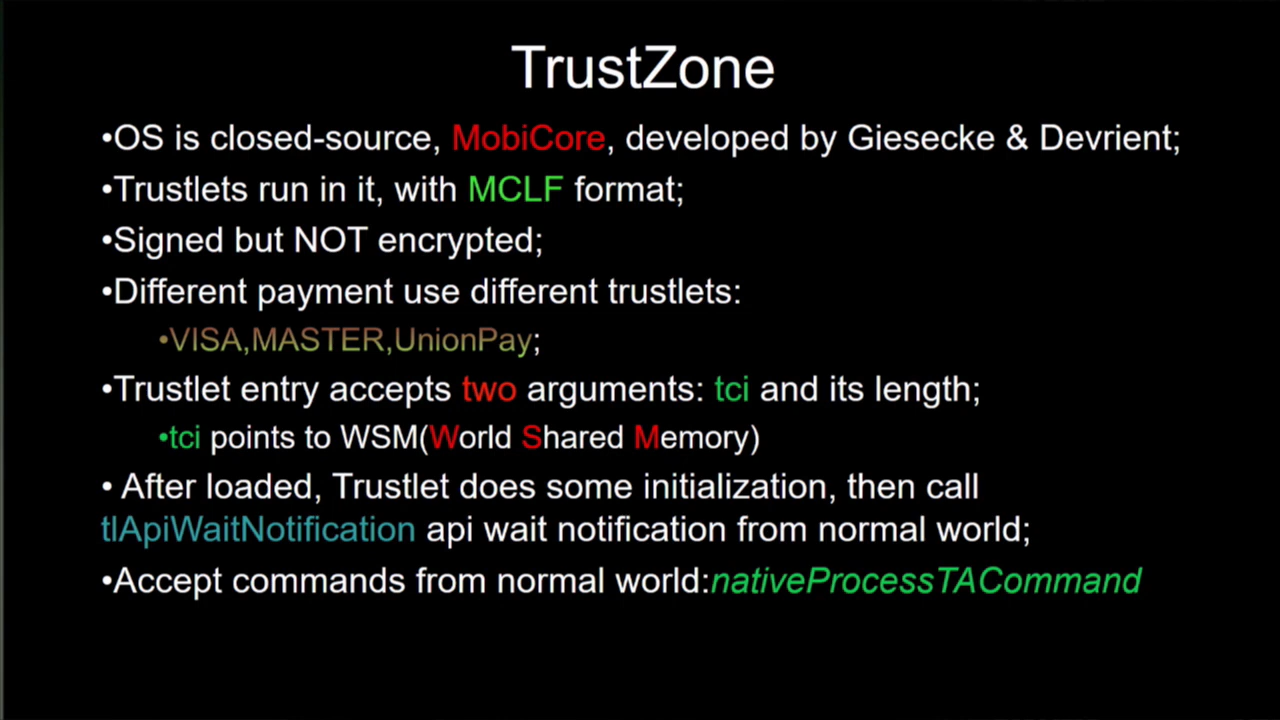 TrustZone
•OS is closed-source, MobiCore, developed by Giesecke & Devrient;
•Trustlets run in it, with MCLF format;
•Signed but NOT encrypted;
•Different payment use different trustlets:
•VISA,MASTER,UnionPay;
•Trustlet entry accepts two arguments: tci and its length;
•tci points to WSM(World Shared Memory)
• After loaded, Trustlet does some initialization, then call
tlApiWaitNotification api wait notification from normal world;
•Accept commands from normal world:nativeProcessTACommand